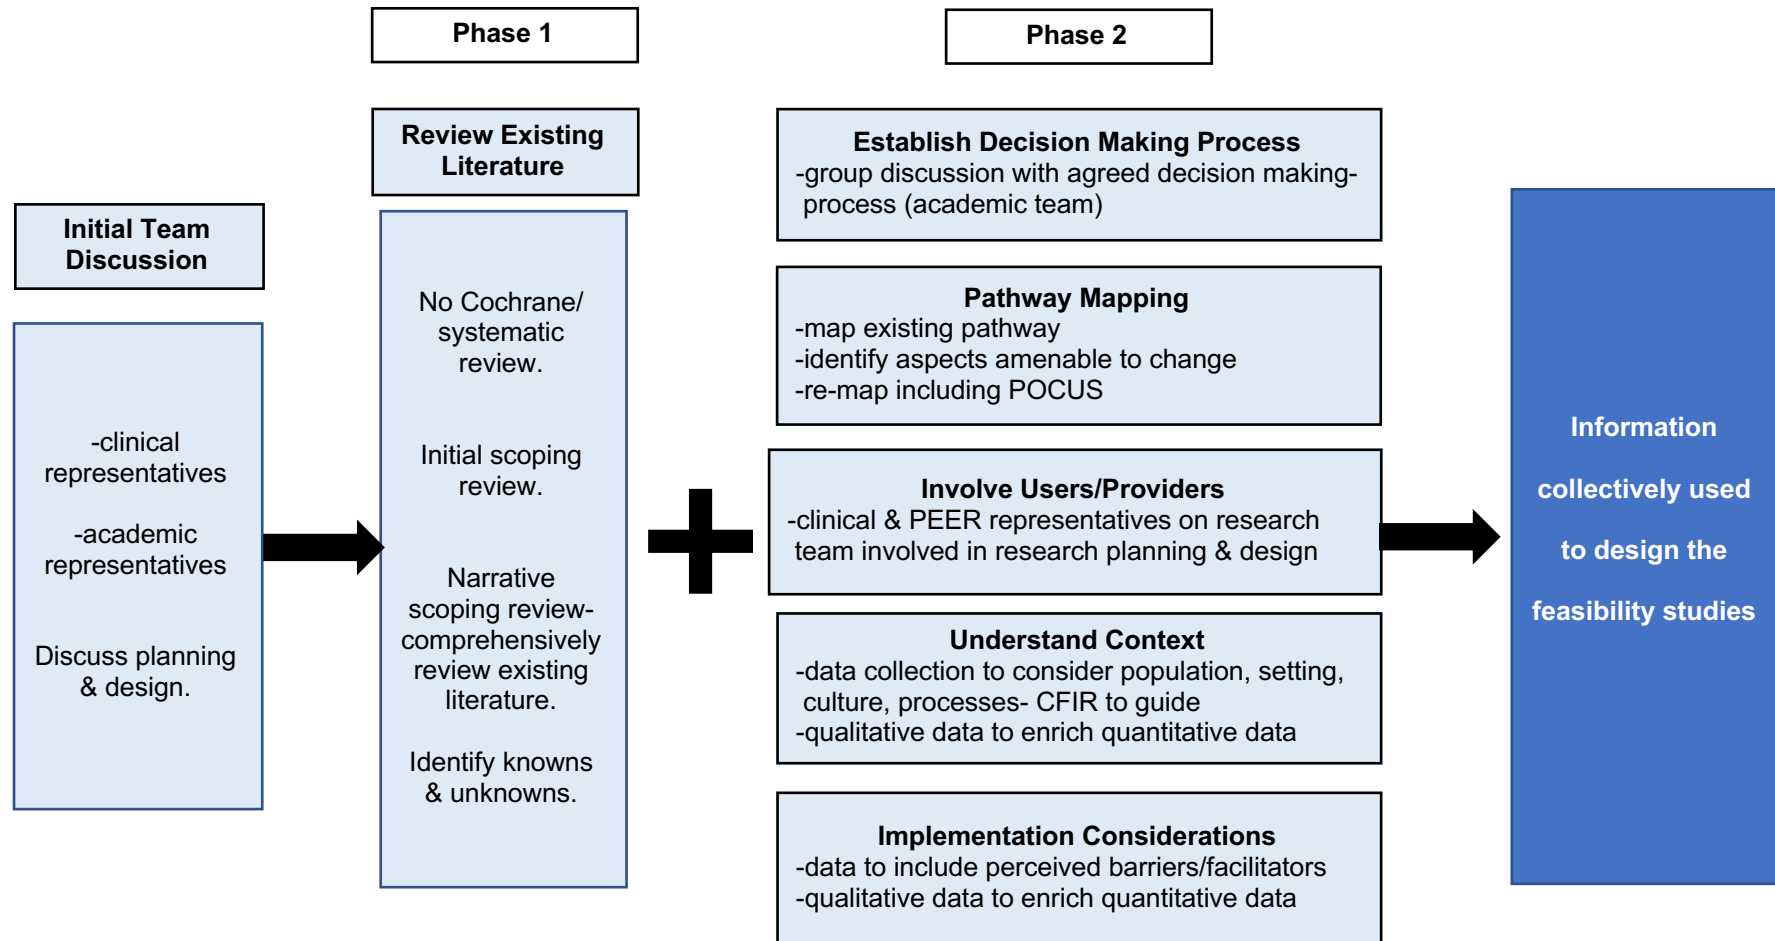 Phase 1
Phase 2
Initial Team
Discussion
-clinical
representatives
-academic
representatives
Discuss planning
& design.
Review Existing
Literature
No Cochrane/
systematic
review.
Initial scoping
review.
Narrative
scoping review-
comprehensively
review existing
literature.
Identify knowns
& unknowns.
Establish Decision Making Process
-group discussion with agreed decision making-
process (academic team)
Pathway Mapping
-map existing pathway
-identify aspects amenable to change
-re-map including POCUS
Involve Users/Providers
-clinical & PEER representatives on research
team involved in research planning & design
Understand Context
-data collection to consider population, setting,
culture, processes- CFIR to guide
-qualitative data to enrich quantitative data
Implementation Considerations
-data to include perceived barriers/facilitators
-qualitative data to enrich quantitative data
Information
collectively used
to design the
feasibility studies